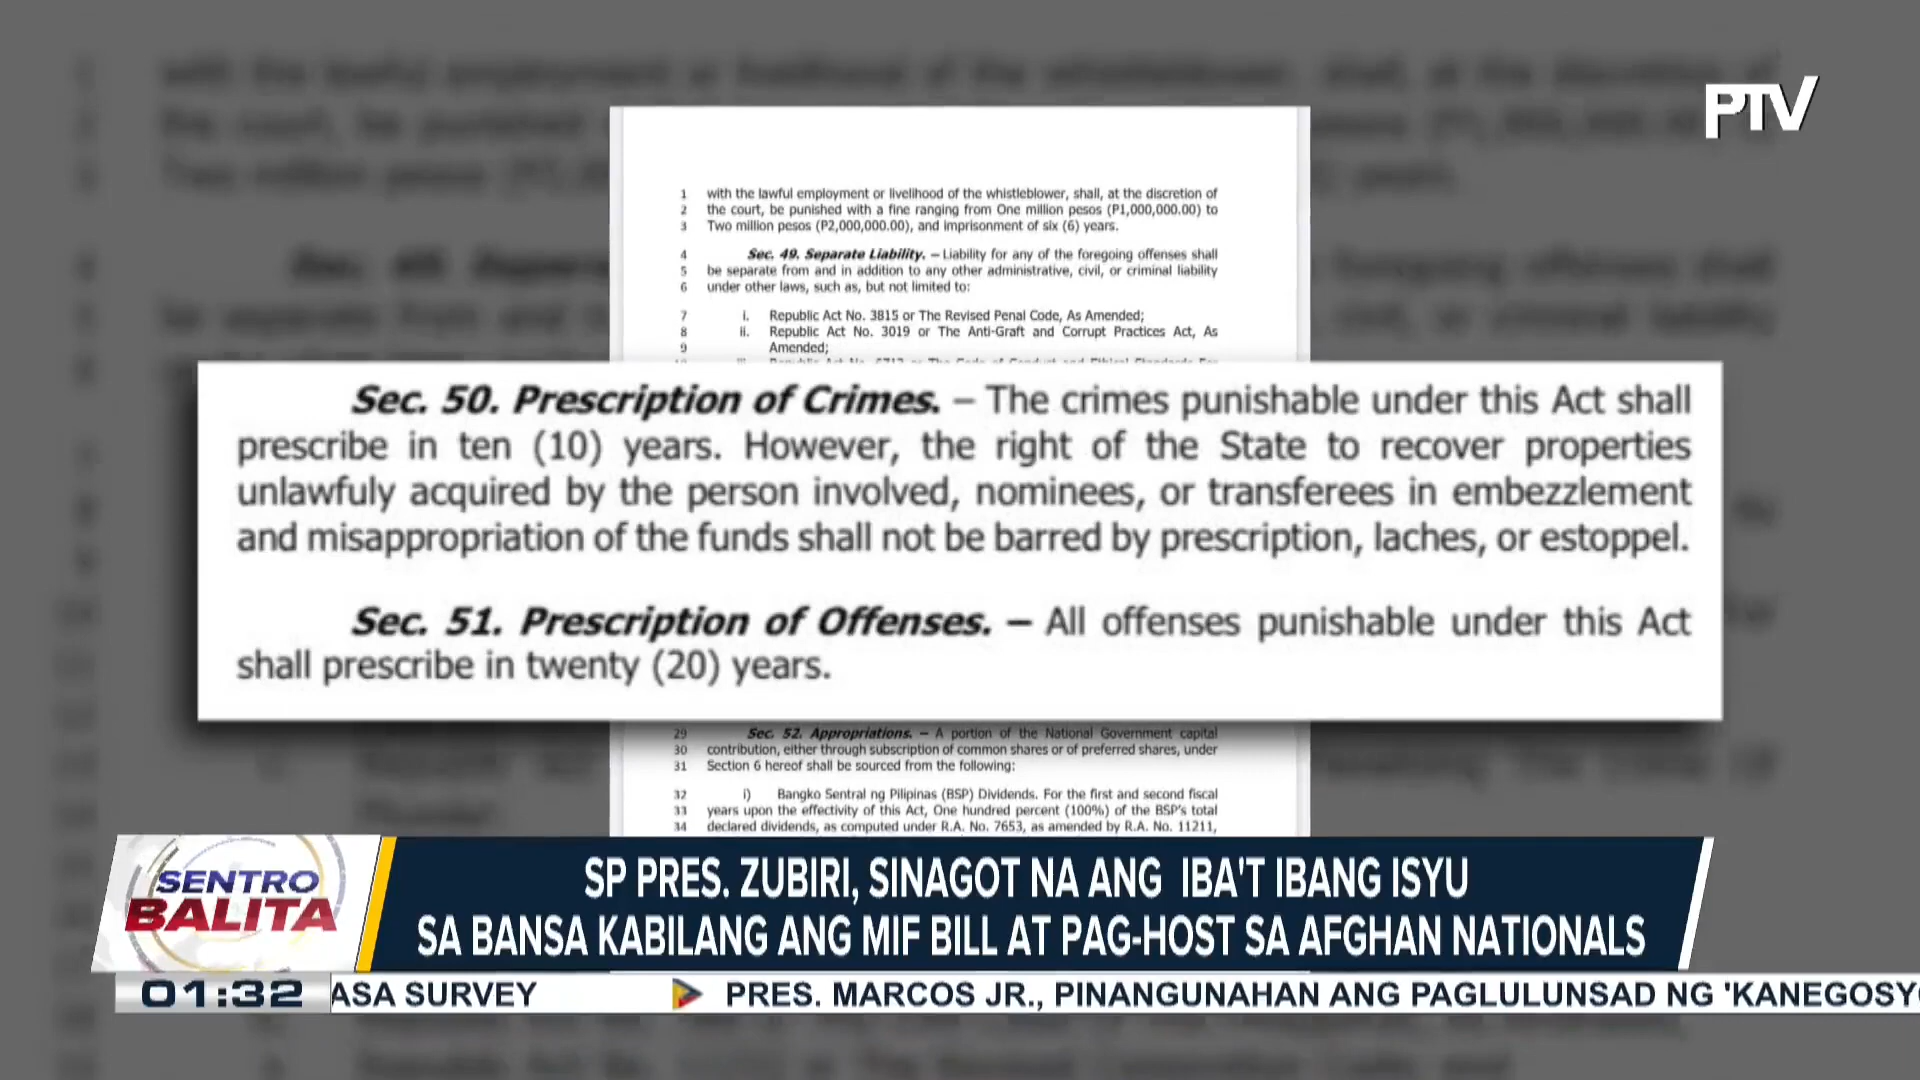 PTV
1 with the lawful employment or livelihood of the whistleblower, shall, at the discretion of
2 the court, be punished with a fine ranging from One million pesos (P1,000,000.00) to
3 Two million pesos (P2,000,000.00), and imprisonment of six (6) years.
4 Sec. 49. Separate Liability. – Liability for any of the foregoing offenses shall
5 be separate from and in addition to any other administrative, civil, or criminal liability
6 under other laws, such as, but not limited to:
7 i. Republic Act No. 3815 or The Revised Penal Code, As Amended;
8 ii. Republic Act No. 3019 or The Anti-Graft and Corrupt Practices Act, As
9 Amended;
Sec. 50. Prescription of Crimes. – The crimes punishable under this Act shall
prescribe in ten (10) years. However, the right of the State to recover properties
unlawfuly acquired by the person involved, nominees, or transferees in embezzlement
and misappropriation of the funds shall not be barred by prescription, laches, or estoppel.
Sec. 51. Prescription of Offenses. – All offenses punishable under this Act
shall prescribe in twenty (20) years.
29 Sec. 52. Appropriations. – A portion of the National Government capital
30 contribution, either through subscription of common shares or of preferred shares, under
31 Section 6 hereof shall be sourced from the following:
32 i) Bangko Sentral ng Pilipinas (BSP) Dividends. For the first and second fiscal
33 years upon the effectivity of this Act, One hundred percent (100%) of the BSP's total
34 declared dividends, as computed under R.A. No. 7653, as amended by R.A. No. 11211,
SENTRO
BALITA
SP PRES. ZUBIRI, SINAGOT NA ANG IBA'T IBANG ISYU
SA BANSA KABILANG ANG MIF BILL AT PAG-HOST SA AFGHAN NATIONALS
01:32
ASA SURVEY PRES. MARCOS JR., PINANGUNAHAN ANG PAGLULUNSAD NG 'KANEGOSY